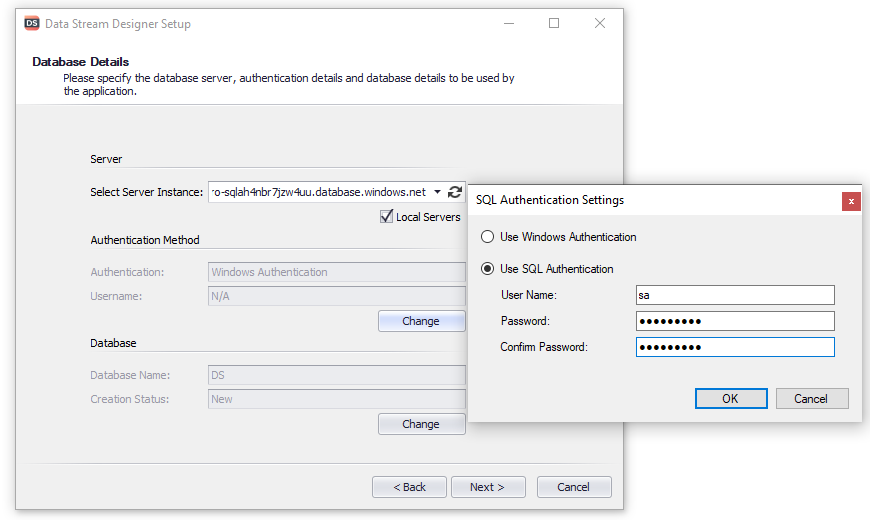 DS Data Stream Designer Setup
Database Details
Please specify the database server, authentication details and database details to be used by
the application.
Server
Select Server Instance: ro-sqlah4nbr7jzw4uu.database.windows.net
Local Servers
Authentication Method
Authentication: Windows Authentication
Username: N/A
Change
Database
Database Name: DS
Creation Status: New
Change
< Back Next > Cancel
SQL Authentication Settings
x
Use Windows Authentication
Use SQL Authentication
User Name: sa
Password: ●●●●●●●●●
Confirm Password: ●●●●●●●●●
OK Cancel